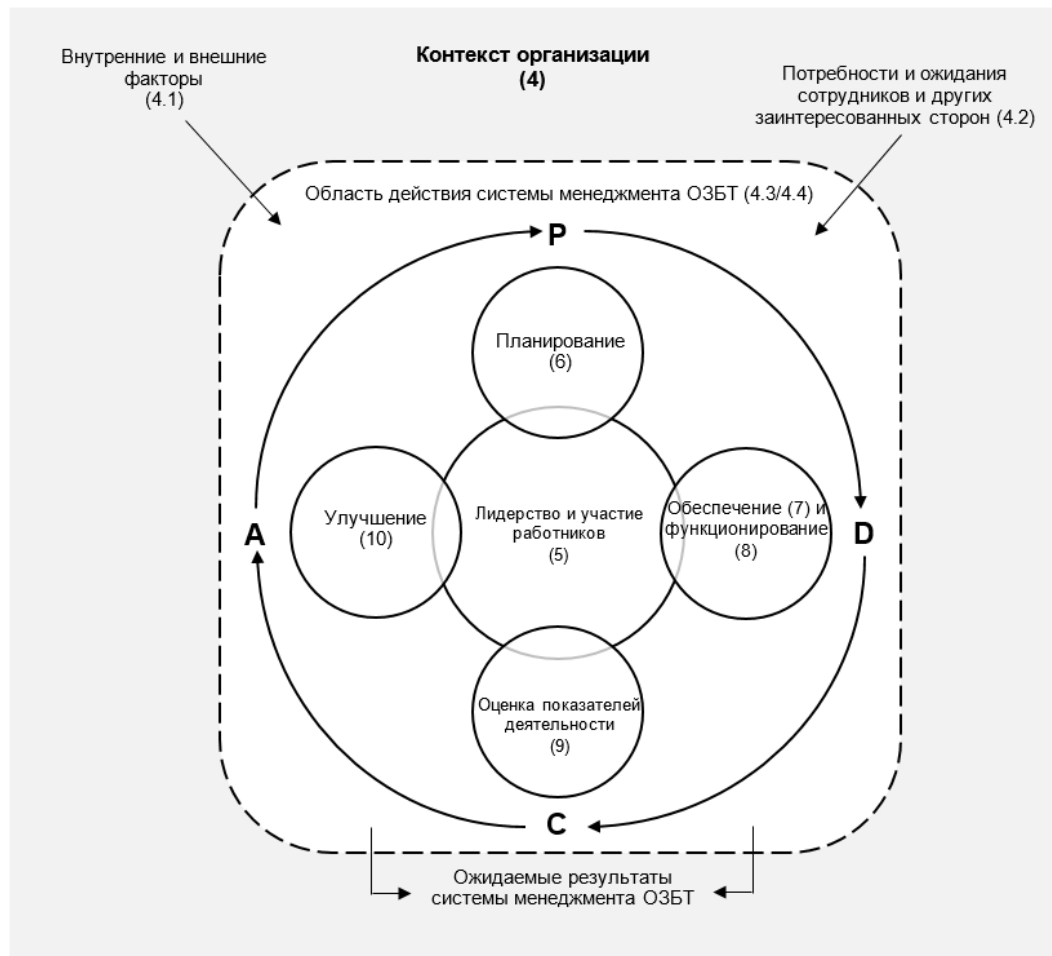 Контекст организации
(4)
Внутренние и внешние
факторы
(4.1)
Потребности и ожидания
сотрудников и других
заинтересованных сторон (4.2)
Область действия системы менеджмента ОЗБТ (4.3/4.4)
P
Планирование
(6)
A
Улучшение
(10)
Лидерство и участие
работников
(5)
Обеспечение (7) и
функционирование
(8)
D
Оценка показателей
деятельности
(9)
C
Ожидаемые результаты
системы менеджмента ОЗБТ